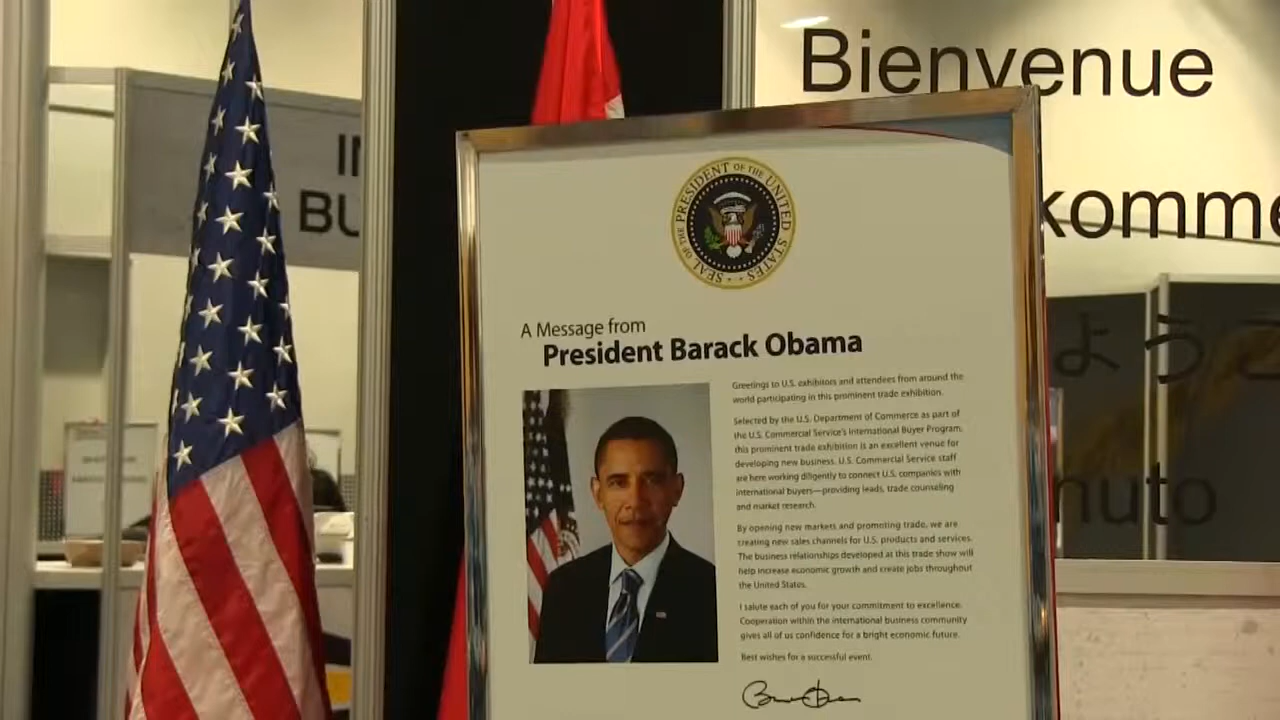 Bienvenue
IN
BU
komme
ようこ
nuto
SEAL OF THE PRESIDENT OF THE UNITED STATES
A Message from
President Barack Obama
Greetings to U.S. exhibitors and attendees from around the
world participating in this prominent trade exhibition.
Selected by the U.S. Department of Commerce as part of
the U.S. Commercial Service's International Buyer Program,
this prominent trade exhibition is an excellent venue for
developing new business. U.S. Commercial Service staff
are here working diligently to connect U.S. companies with
international buyers—providing leads, trade counseling
and market research.
By opening new markets and promoting trade, we are
creating new sales channels for U.S. products and services.
The business relationships developed at this trade show will
help increase economic growth and create jobs throughout
the United States.
I salute each of you for your commitment to excellence.
Cooperation within the international business community
gives all of us confidence for a bright economic future.
Best wishes for a successful event.